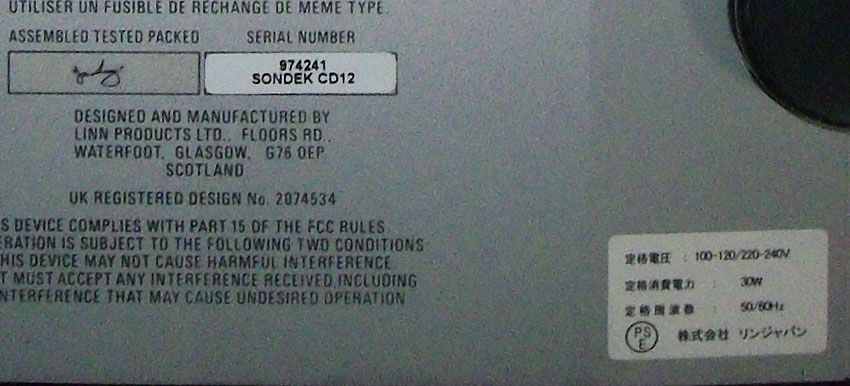 UTILISER UN FUSIBLE DE RECHANGE DE MEME TYPE.
ASSEMBLED TESTED PACKED
SERIAL NUMBER
974241
SONDEK CD12
DESIGNED AND MANUFACTURED BY
LINN PRODUCTS LTD., FLOORS RD.,
WATERFOOT, GLASGOW, G76 0EP
SCOTLAND
UK REGISTERED DESIGN No. 2074534
S DEVICE COMPLIES WITH PART 15 OF THE FCC RULES
ERATION IS SUBJECT TO THE FOLLOWING TWO CONDITIONS
HIS DEVICE MAY NOT CAUSE HARMFUL INTERFERENCE
T MUST ACCEPT ANY INTERFERENCE RECEIVED,INCLUDING
NTERFERENCE THAT MAY CAUSE UNDESIRED OPERATION
定格電圧 : 100-120/220-240V
定格消費電力 : 30W
定格周波数 : 50/60Hz
PS
E
株式会社 リンジャパン